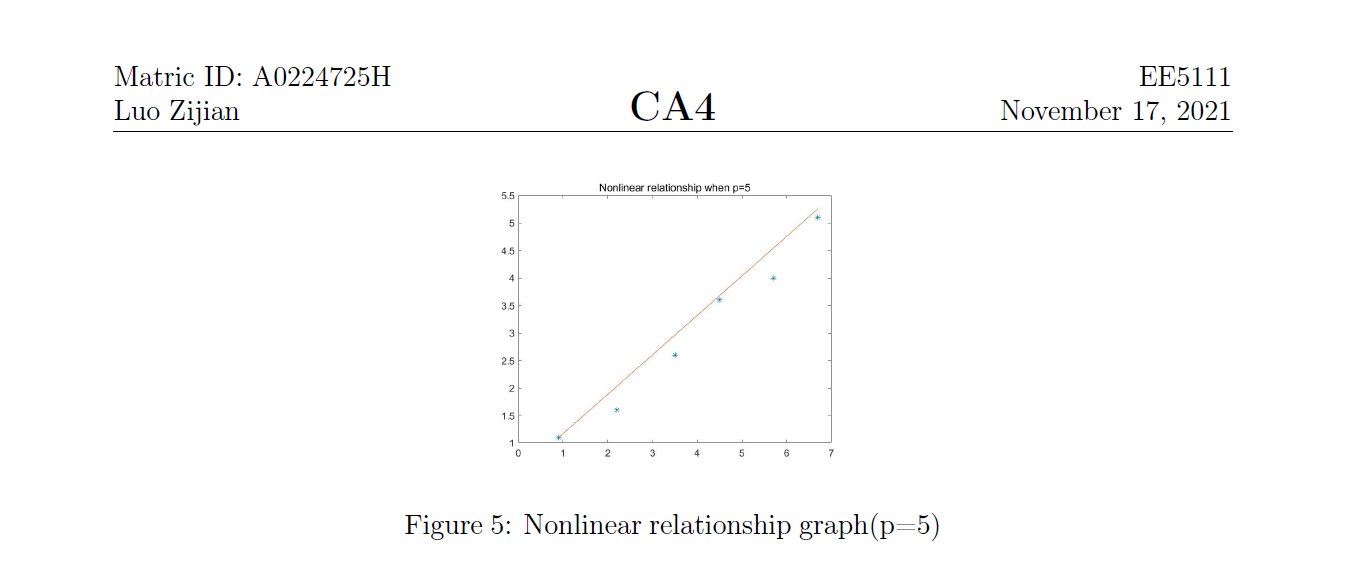 Matric ID: A0224725H
Luo Zijian
CA4
EE5111
November 17, 2021
Nonlinear relationship when p=5
5.5
5
4.5
4
3.5
3
2.5
2
1.5
1
0 1 2 3 4 5 6 7
Figure 5: Nonlinear relationship graph(p=5)